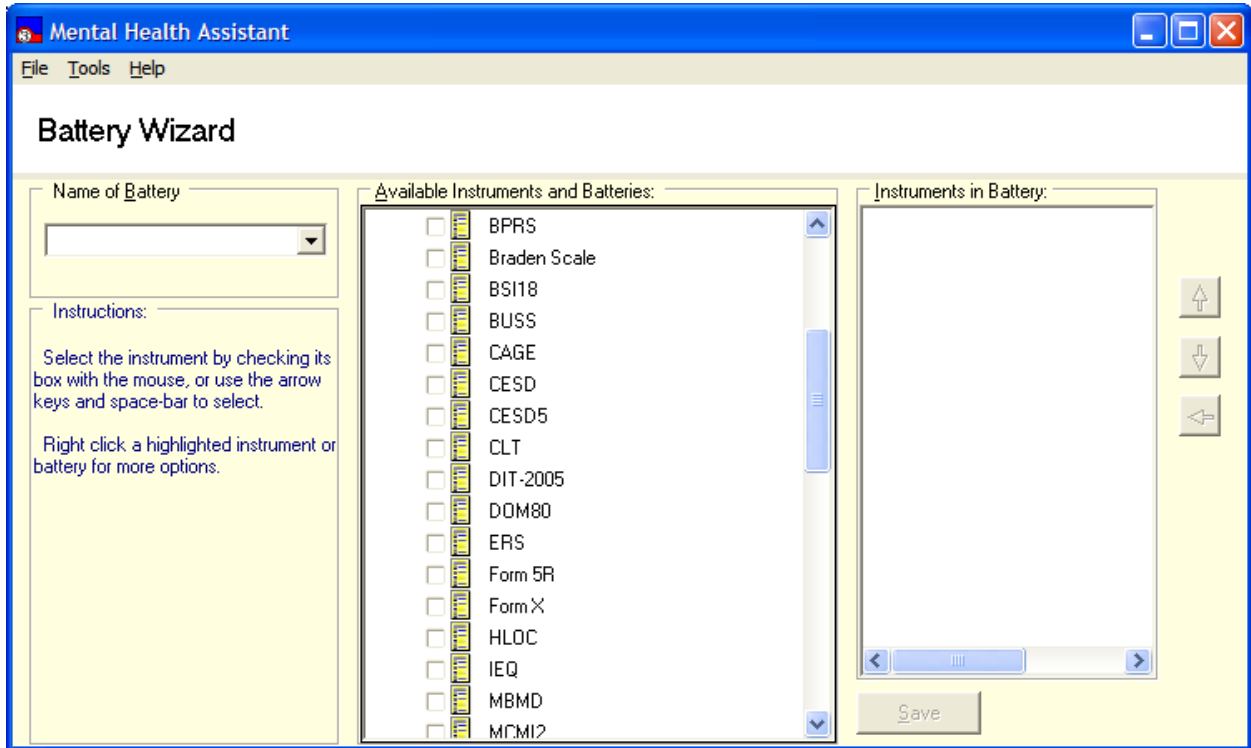 Mental Health Assistant
File Tools Help
Battery Wizard
Name of Battery
Instructions:
Select the instrument by checking its
box with the mouse, or use the arrow
keys and space-bar to select.
Right click a highlighted instrument or
battery for more options.
Available Instruments and Batteries:
BPRS
Braden Scale
BSI18
BUSS
CAGE
CESD
CESD5
CLT
DIT-2005
DOM80
ERS
Form 5R
Form X
HLOC
IEQ
MBMD
MCMI2
Instruments in Battery:
Save